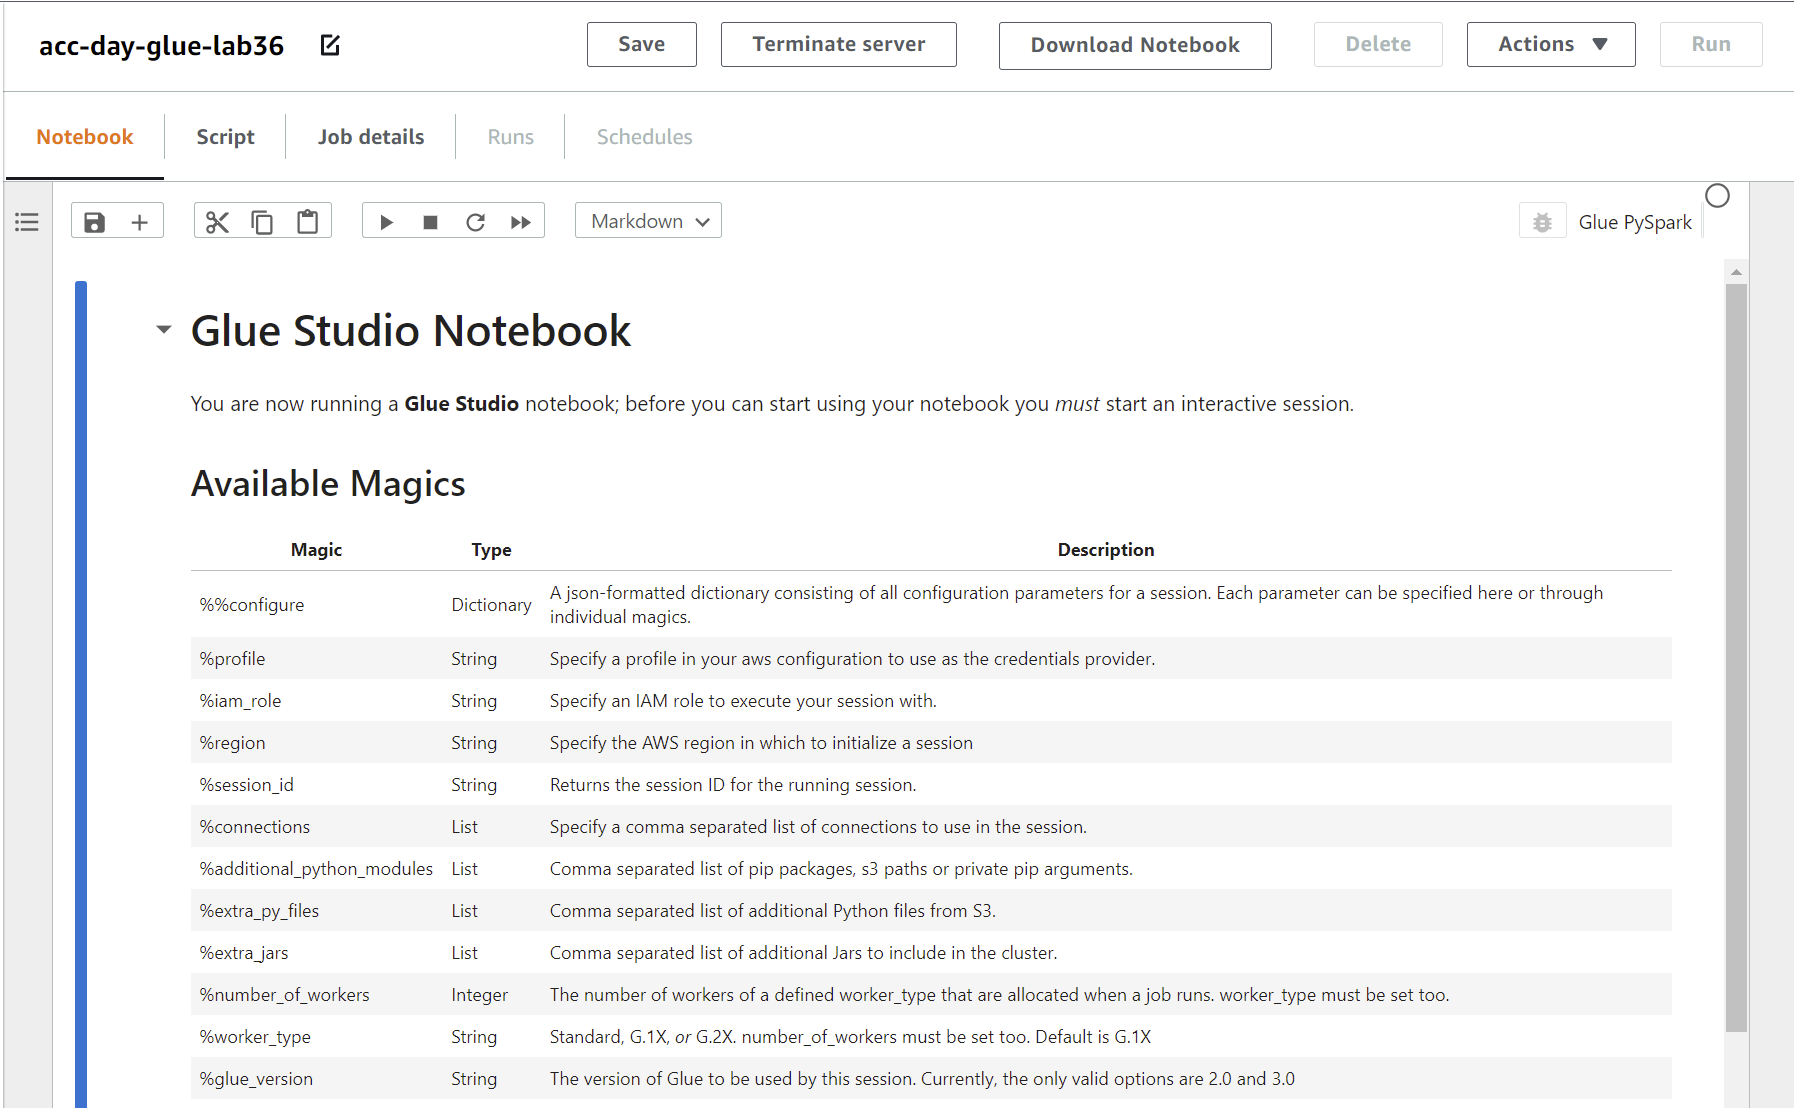 acc-day-glue-lab36
Save
Terminate server
Download Notebook
Delete
Actions
Run
Notebook
Script
Job details
Runs
Schedules
Markdown
Glue PySpark
Glue Studio Notebook
You are now running a Glue Studio notebook; before you can start using your notebook you must start an interactive session.
Available Magics
Magic Type Description
%%configure Dictionary A json-formatted dictionary consisting of all configuration parameters for a session. Each parameter can be specified here or through
individual magics.
%profile String Specify a profile in your aws configuration to use as the credentials provider.
%iam_role String Specify an IAM role to execute your session with.
%region String Specify the AWS region in which to initialize a session
%session_id String Returns the session ID for the running session.
%connections List Specify a comma separated list of connections to use in the session.
%additional_python_modules List Comma separated list of pip packages, s3 paths or private pip arguments.
%extra_py_files List Comma separated list of additional Python files from S3.
%extra_jars List Comma separated list of additional Jars to include in the cluster.
%number_of_workers Integer The number of workers of a defined worker_type that are allocated when a job runs. worker_type must be set too.
%worker_type String Standard, G.1X, or G.2X. number_of_workers must be set too. Default is G.1X
%glue_version String The version of Glue to be used by this session. Currently, the only valid options are 2.0 and 3.0